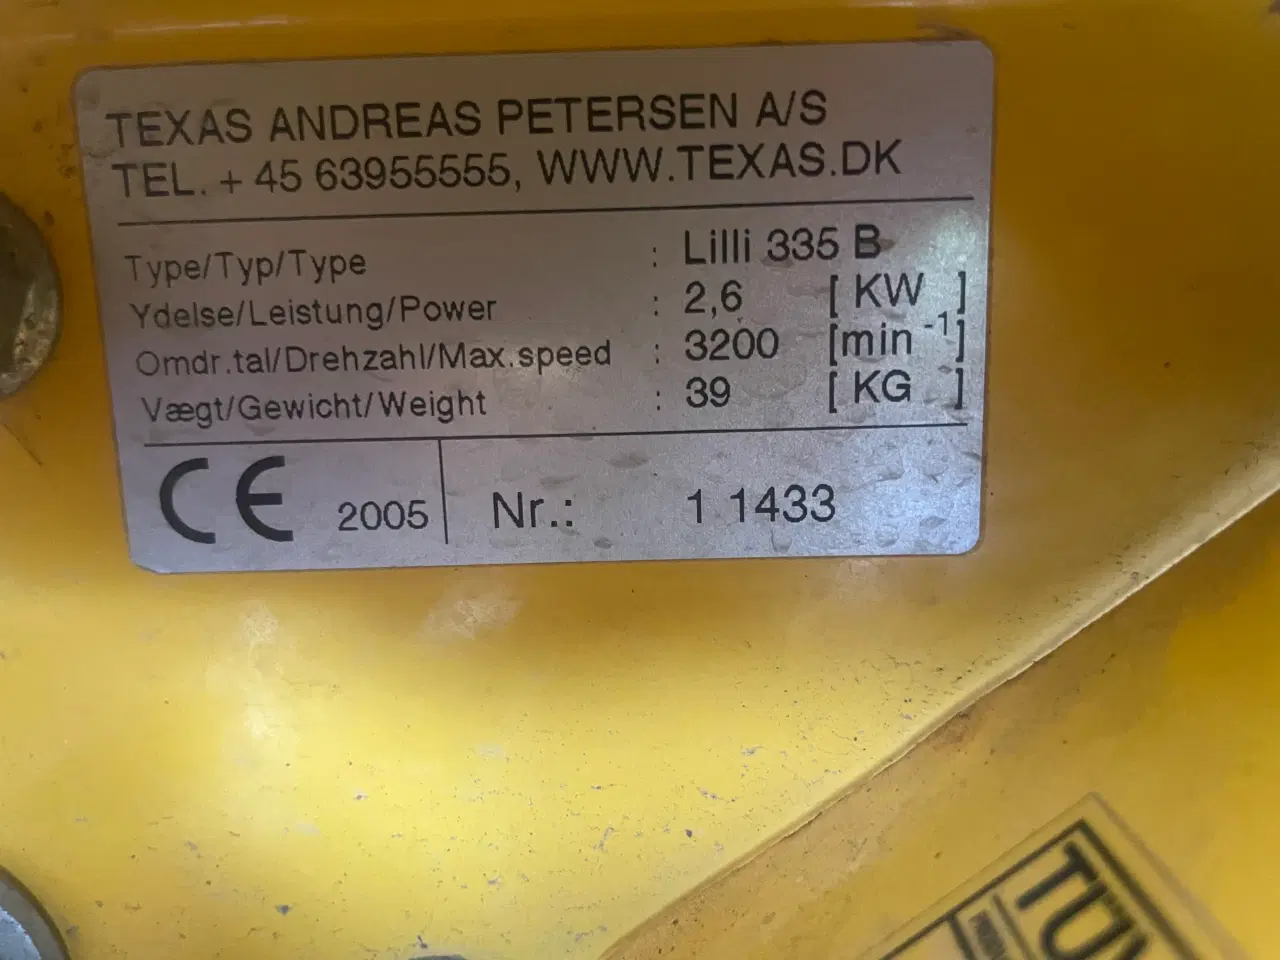 TEXAS ANDREAS PETERSEN A/S
TEL. + 45 63955555, WWW.TEXAS.DK
Type/Typ/Type : Lilli 335 B
Ydelse/Leistung/Power : 2,6 [ KW ]
Omdr.tal/Drehzahl/Max.speed : 3200 [min -1]
Vægt/Gewicht/Weight : 39 [ KG ]
CE 2005 Nr.: 1 1433
TÜV